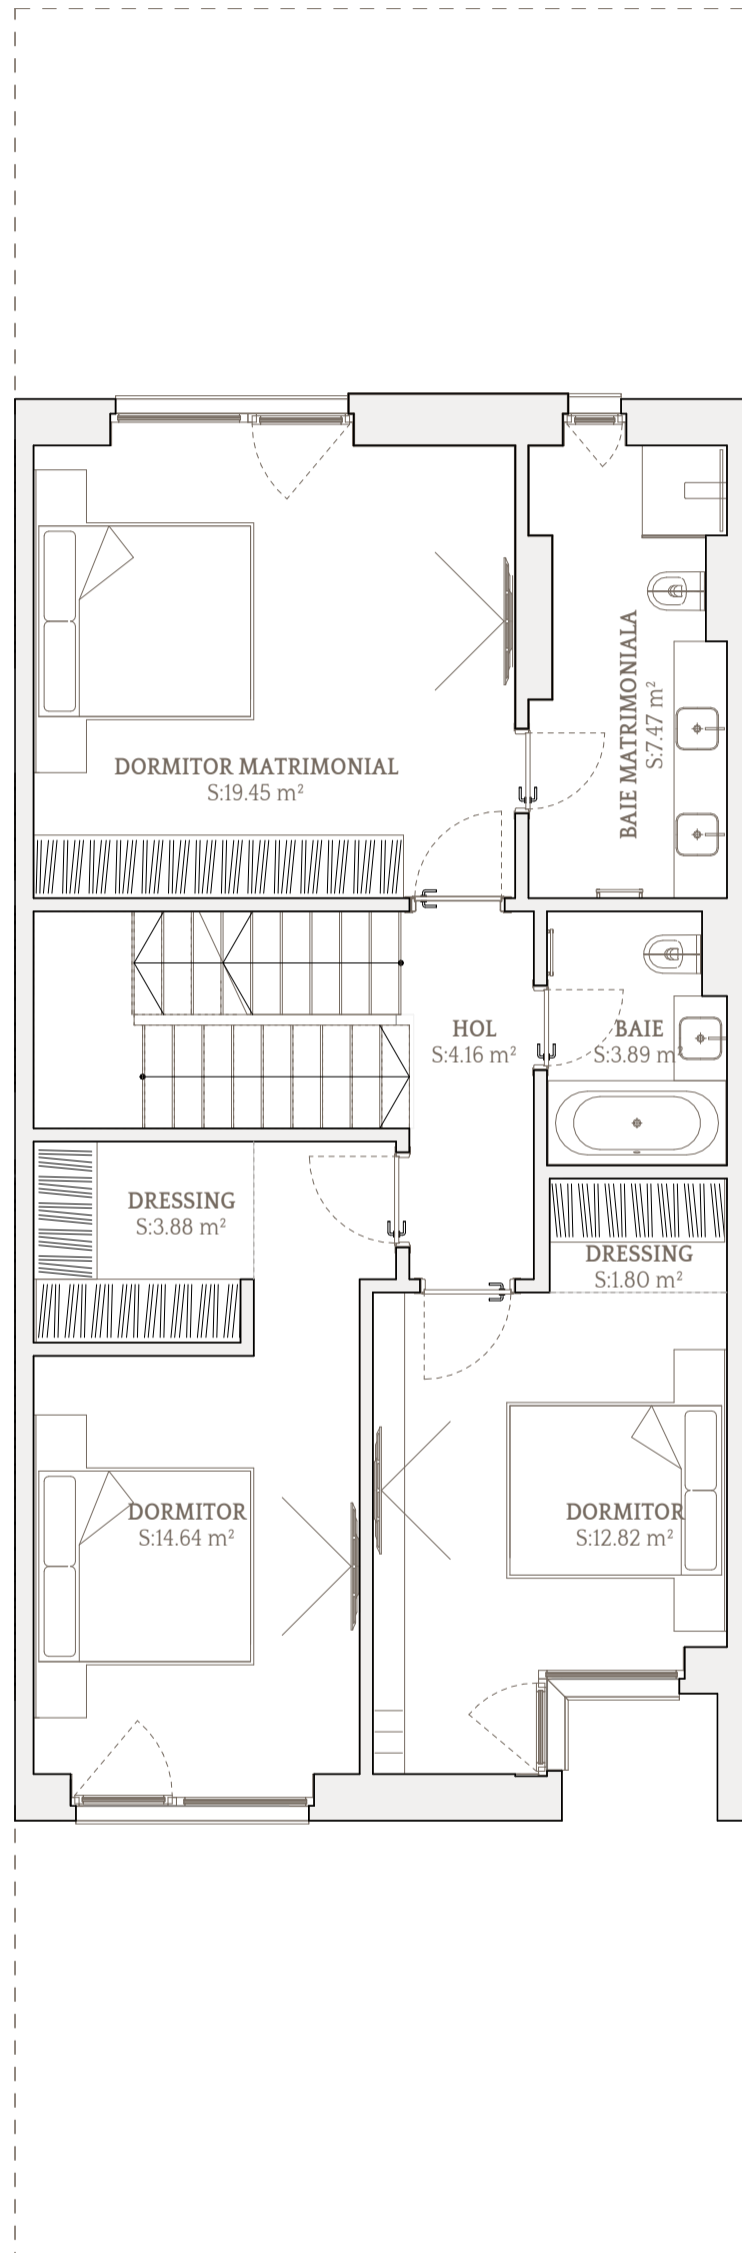 DORMITOR MATRIMONIAL
S:19.45 m²
BAIE MATRIMONIALA
S:7.47 m²
HOL
S:4.16 m²
BAIE
S:3.89 m²
DRESSING
S:3.88 m²
DRESSING
S:1.80 m²
DORMITOR
S:14.64 m²
DORMITOR
S:12.82 m²